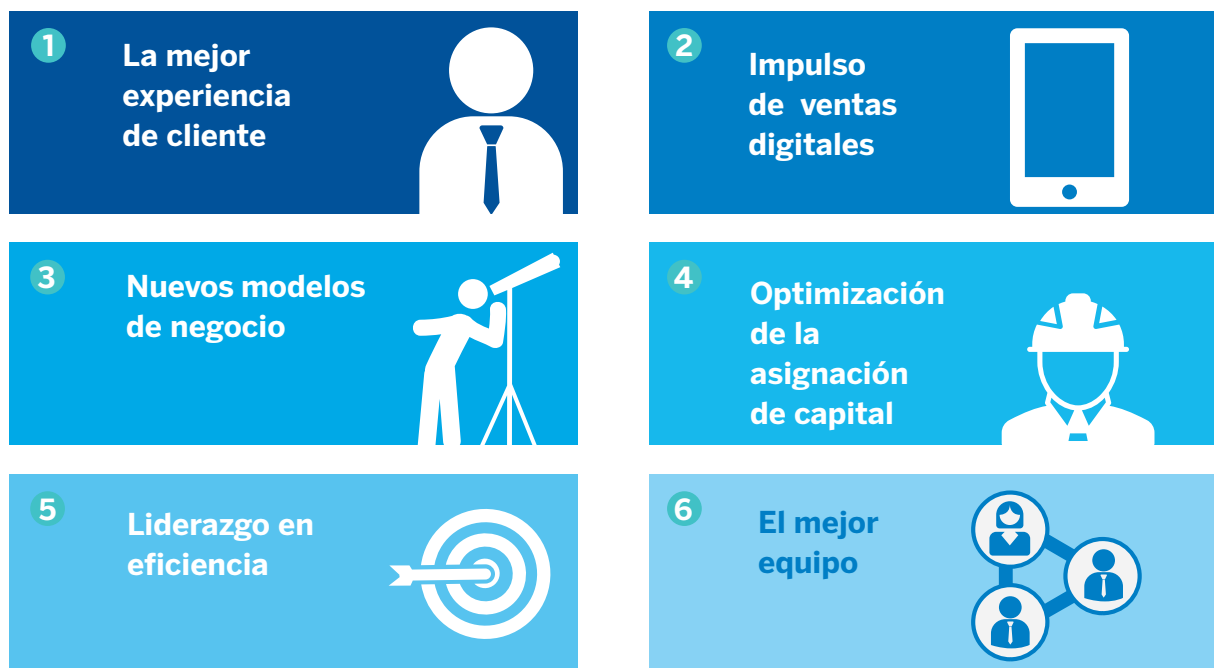 1
La mejor
experiencia
de cliente
2
Impulso
de ventas
digitales
3
Nuevos modelos
de negocio
4
Optimización
de la
asignación
de capital
5
Liderazgo en
eficiencia
6
El mejor
equipo